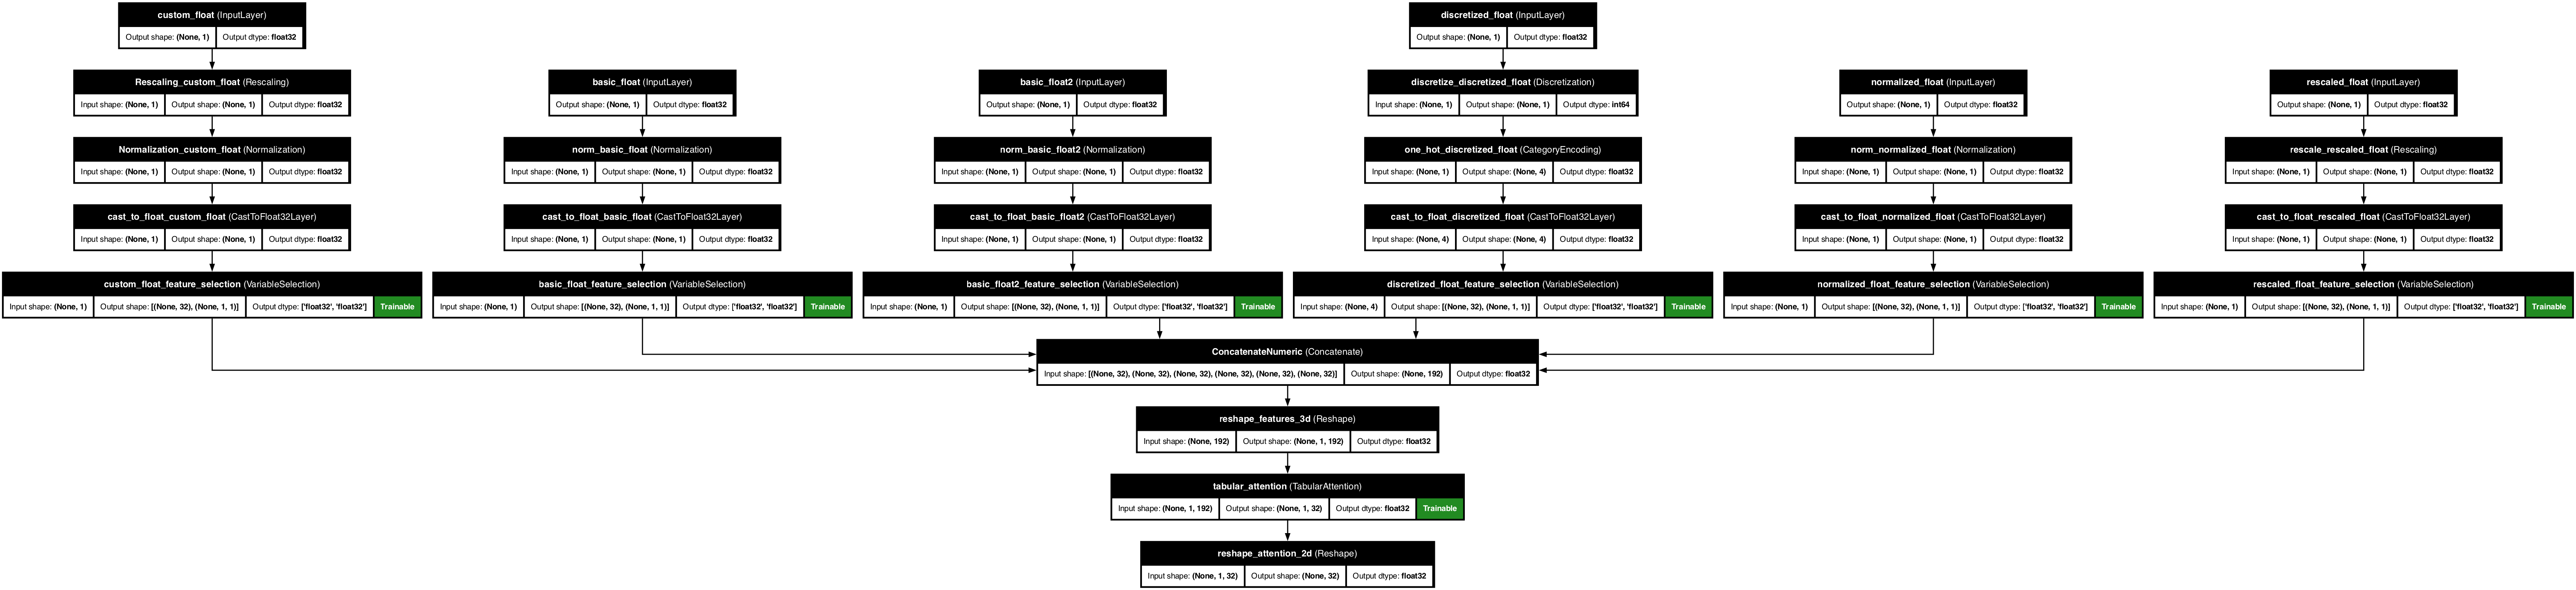 custom_float (InputLayer)
Output shape: (None, 1) Output dtype: float32
discretized_float (InputLayer)
Output shape: (None, 1) Output dtype: float32
Rescaling_custom_float (Rescaling)
Input shape: (None, 1) Output shape: (None, 1) Output dtype: float32
basic_float (InputLayer)
Output shape: (None, 1) Output dtype: float32
basic_float2 (InputLayer)
Output shape: (None, 1) Output dtype: float32
discretize_discretized_float (Discretization)
Input shape: (None, 1) Output shape: (None, 1) Output dtype: int64
normalized_float (InputLayer)
Output shape: (None, 1) Output dtype: float32
rescaled_float (InputLayer)
Output shape: (None, 1) Output dtype: float32
Normalization_custom_float (Normalization)
Input shape: (None, 1) Output shape: (None, 1) Output dtype: float32
norm_basic_float (Normalization)
Input shape: (None, 1) Output shape: (None, 1) Output dtype: float32
norm_basic_float2 (Normalization)
Input shape: (None, 1) Output shape: (None, 1) Output dtype: float32
one_hot_discretized_float (CategoryEncoding)
Input shape: (None, 1) Output shape: (None, 4) Output dtype: float32
norm_normalized_float (Normalization)
Input shape: (None, 1) Output shape: (None, 1) Output dtype: float32
rescale_rescaled_float (Rescaling)
Input shape: (None, 1) Output shape: (None, 1) Output dtype: float32
cast_to_float_custom_float (CastToFloat32Layer)
Input shape: (None, 1) Output shape: (None, 1) Output dtype: float32
cast_to_float_basic_float (CastToFloat32Layer)
Input shape: (None, 1) Output shape: (None, 1) Output dtype: float32
cast_to_float_basic_float2 (CastToFloat32Layer)
Input shape: (None, 1) Output shape: (None, 1) Output dtype: float32
cast_to_float_discretized_float (CastToFloat32Layer)
Input shape: (None, 4) Output shape: (None, 4) Output dtype: float32
cast_to_float_normalized_float (CastToFloat32Layer)
Input shape: (None, 1) Output shape: (None, 1) Output dtype: float32
cast_to_float_rescaled_float (CastToFloat32Layer)
Input shape: (None, 1) Output shape: (None, 1) Output dtype: float32
custom_float_feature_selection (VariableSelection)
Input shape: (None, 1) Output shape: [(None, 32), (None, 1, 1)] Output dtype: ['float32', 'float32'] Trainable
basic_float_feature_selection (VariableSelection)
Input shape: (None, 1) Output shape: [(None, 32), (None, 1, 1)] Output dtype: ['float32', 'float32'] Trainable
basic_float2_feature_selection (VariableSelection)
Input shape: (None, 1) Output shape: [(None, 32), (None, 1, 1)] Output dtype: ['float32', 'float32'] Trainable
discretized_float_feature_selection (VariableSelection)
Input shape: (None, 4) Output shape: [(None, 32), (None, 1, 1)] Output dtype: ['float32', 'float32'] Trainable
normalized_float_feature_selection (VariableSelection)
Input shape: (None, 1) Output shape: [(None, 32), (None, 1, 1)] Output dtype: ['float32', 'float32'] Trainable
rescaled_float_feature_selection (VariableSelection)
Input shape: (None, 1) Output shape: [(None, 32), (None, 1, 1)] Output dtype: ['float32', 'float32'] Trainable
ConcatenateNumeric (Concatenate)
Input shape: [(None, 32), (None, 32), (None, 32), (None, 32), (None, 32), (None, 32)] Output shape: (None, 192) Output dtype: float32
reshape_features_3d (Reshape)
Input shape: (None, 192) Output shape: (None, 1, 192) Output dtype: float32
tabular_attention (TabularAttention)
Input shape: (None, 1, 192) Output shape: (None, 1, 32) Output dtype: float32 Trainable
reshape_attention_2d (Reshape)
Input shape: (None, 1, 32) Output shape: (None, 32) Output dtype: float32